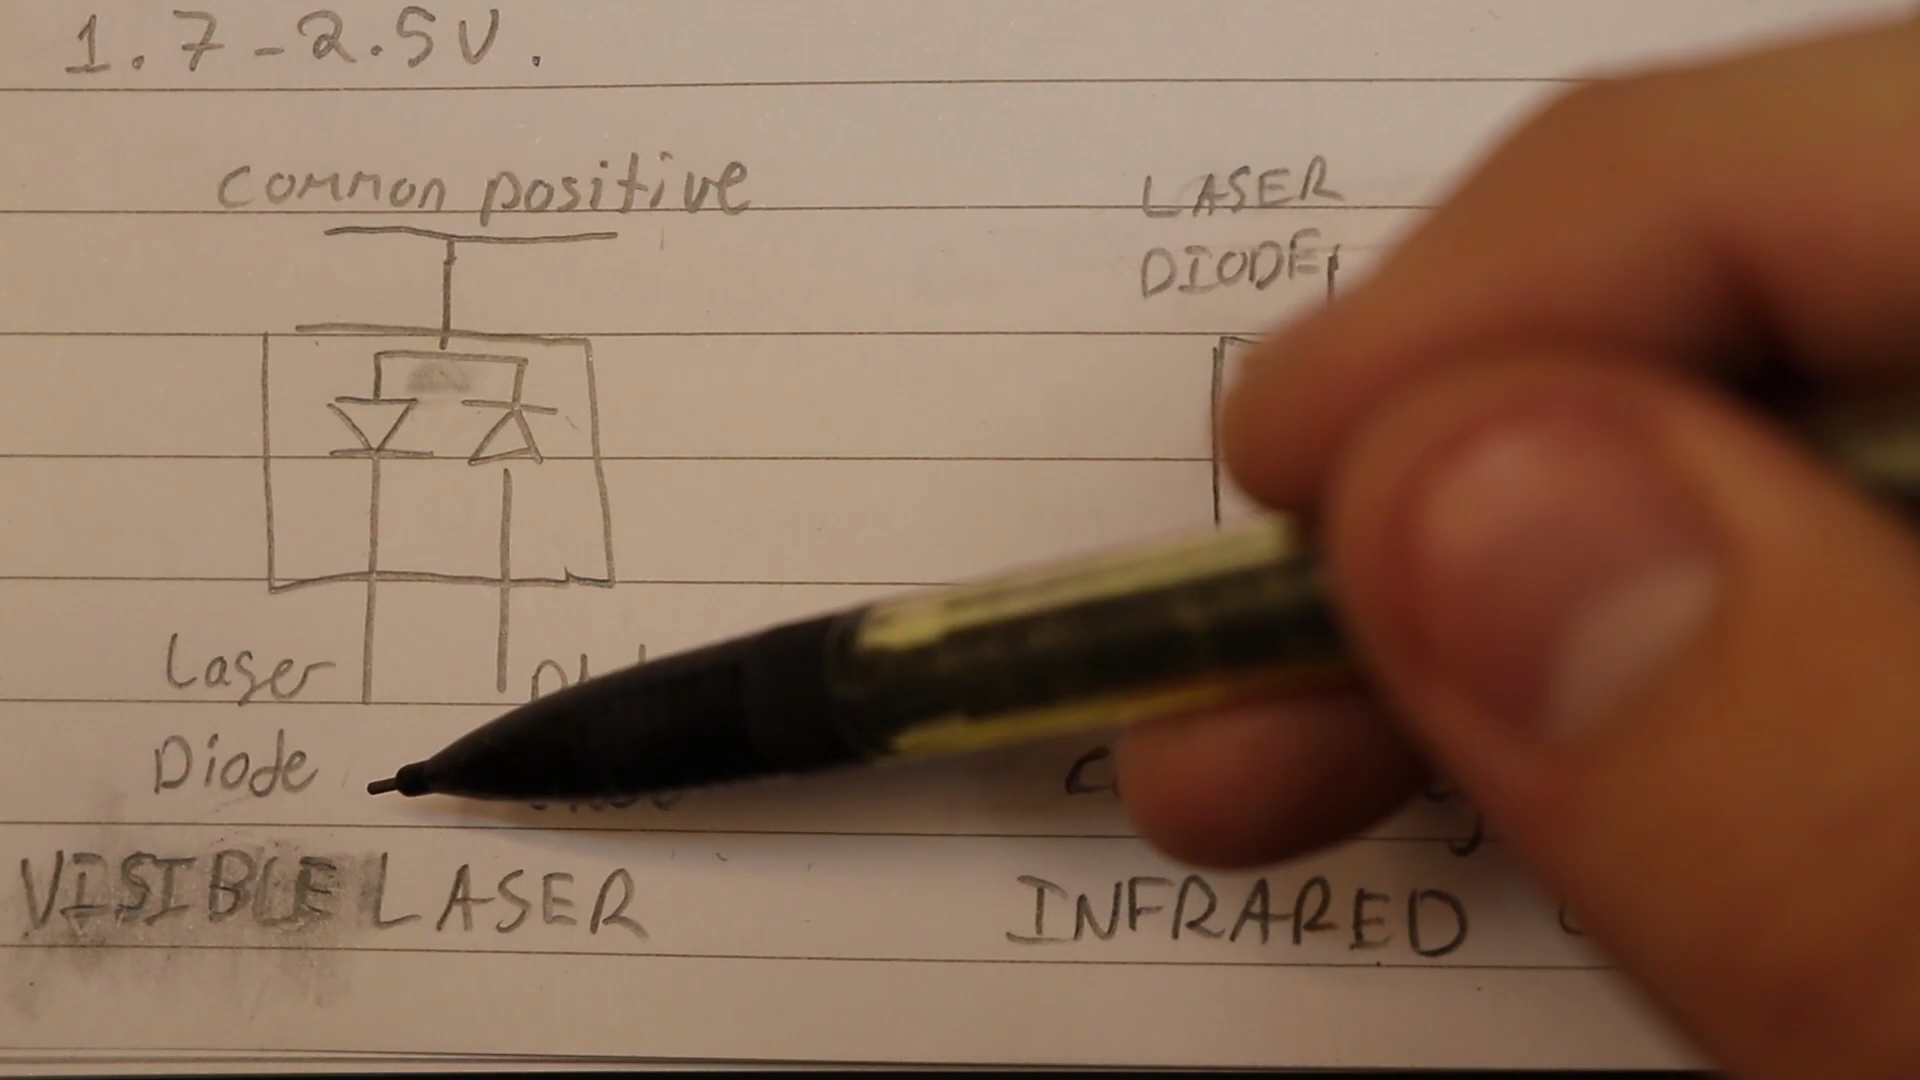 1.7-2.5V.
Common positive
LASER
DIODE
Laser
Diode
VISIBLE LASER
INFRARED